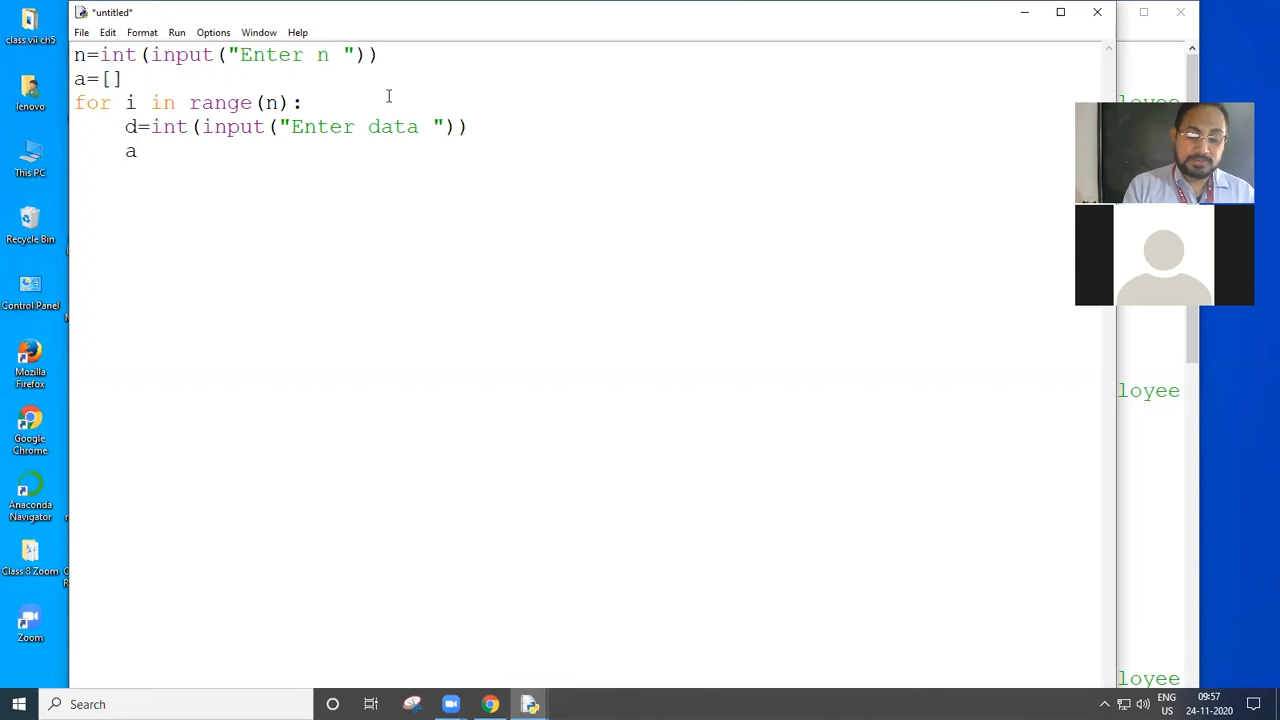 *untitled*
File Edit Format Run Options Window Help
n=int(input("Enter n "))
a=[]
for i in range(n):
    d=int(input("Enter data "))
    a
loyee
loyee
loyee
class vii ch5
lenovo
This PC
Recycle Bin
Control Panel
Mozilla
Firefox
Google
Chrome
Anaconda
Navigator
Class 8 Zoom
Zoom
Search
ENG
US
09:57
24-11-2020